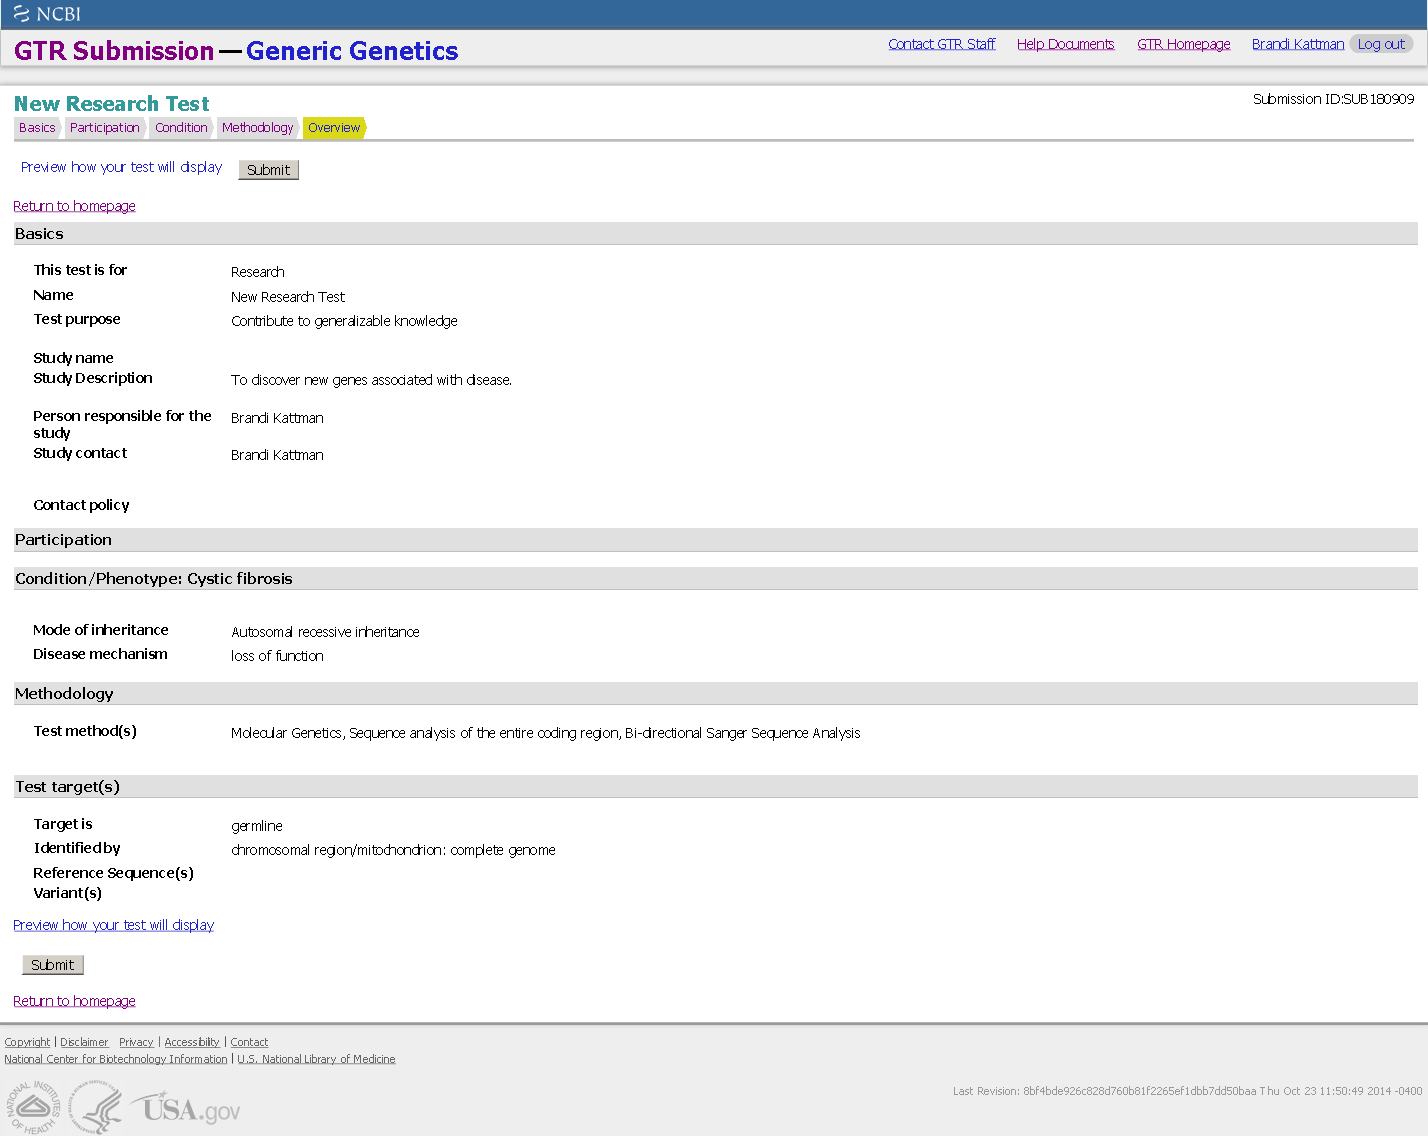 NCBI
GTR Submission — Generic Genetics
Contact GTR Staff Help Documents GTR Homepage Brandi Kattman Log out
New Research Test
Submission ID:SUB180909
Basics Participation Condition Methodology Overview
Preview how your test will display Submit
Return to homepage
Basics
This test is for Research
Name New Research Test
Test purpose Contribute to generalizable knowledge
Study name
Study Description To discover new genes associated with disease.
Person responsible for the study Brandi Kattman
Study contact Brandi Kattman
Contact policy
Participation
Condition/Phenotype: Cystic fibrosis
Mode of inheritance Autosomal recessive inheritance
Disease mechanism loss of function
Methodology
Test method(s) Molecular Genetics, Sequence analysis of the entire coding region, Bi-directional Sanger Sequence Analysis
Test target(s)
Target is germline
Identified by chromosomal region/mitochondrion: complete genome
Reference Sequence(s)
Variant(s)
Preview how your test will display
Submit
Return to homepage
Copyright | Disclaimer Privacy | Accessibility | Contact
National Center for Biotechnology Information | U.S. National Library of Medicine
NATIONAL INSTITUTES OF HEALTH
USA.gov
Last Revision: 8bf4bde926c828d760b81f2265ef1dbb7dd50baa Thu Oct 23 11:50:49 2014 -0400